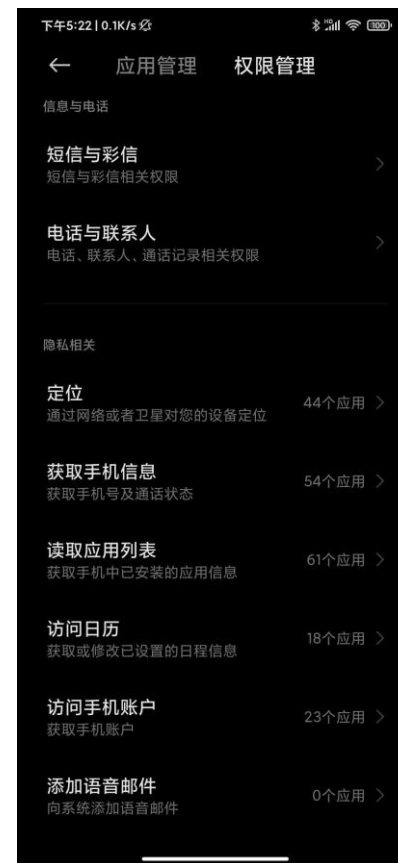 下午5:22 | 0.1K/s
100
应用管理 权限管理
信息与电话
短信与彩信
短信与彩信相关权限
电话与联系人
电话、联系人、通话记录相关权限
隐私相关
定位
通过网络或者卫星对您的设备定位
44个应用
获取手机信息
获取手机号及通话状态
54个应用
读取应用列表
获取手机中已安装的应用信息
61个应用
访问日历
获取或修改已设置的日程信息
18个应用
访问手机账户
获取手机账户
23个应用
添加语音邮件
向系统添加语音邮件
0个应用